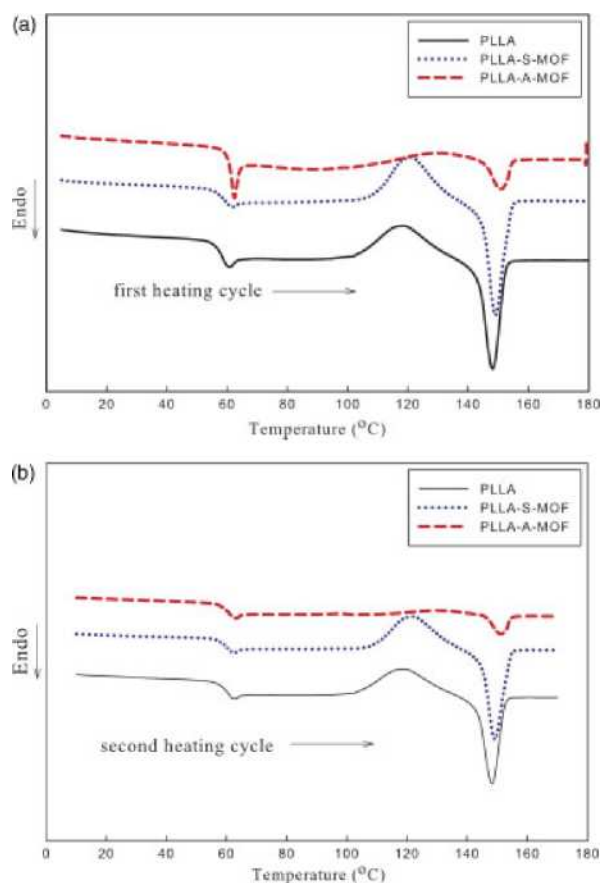 (a)
PLLA
PLLA-S-MOF
PLLA-A-MOF
Endo
first heating cycle
0 20 40 60 80 100 120 140 160 180
Temperature (°C)
(b)
PLLA
PLLA-S-MOF
PLLA-A-MOF
Endo
second heating cycle
0 20 40 60 80 100 120 140 160 180
Temperature (°C)